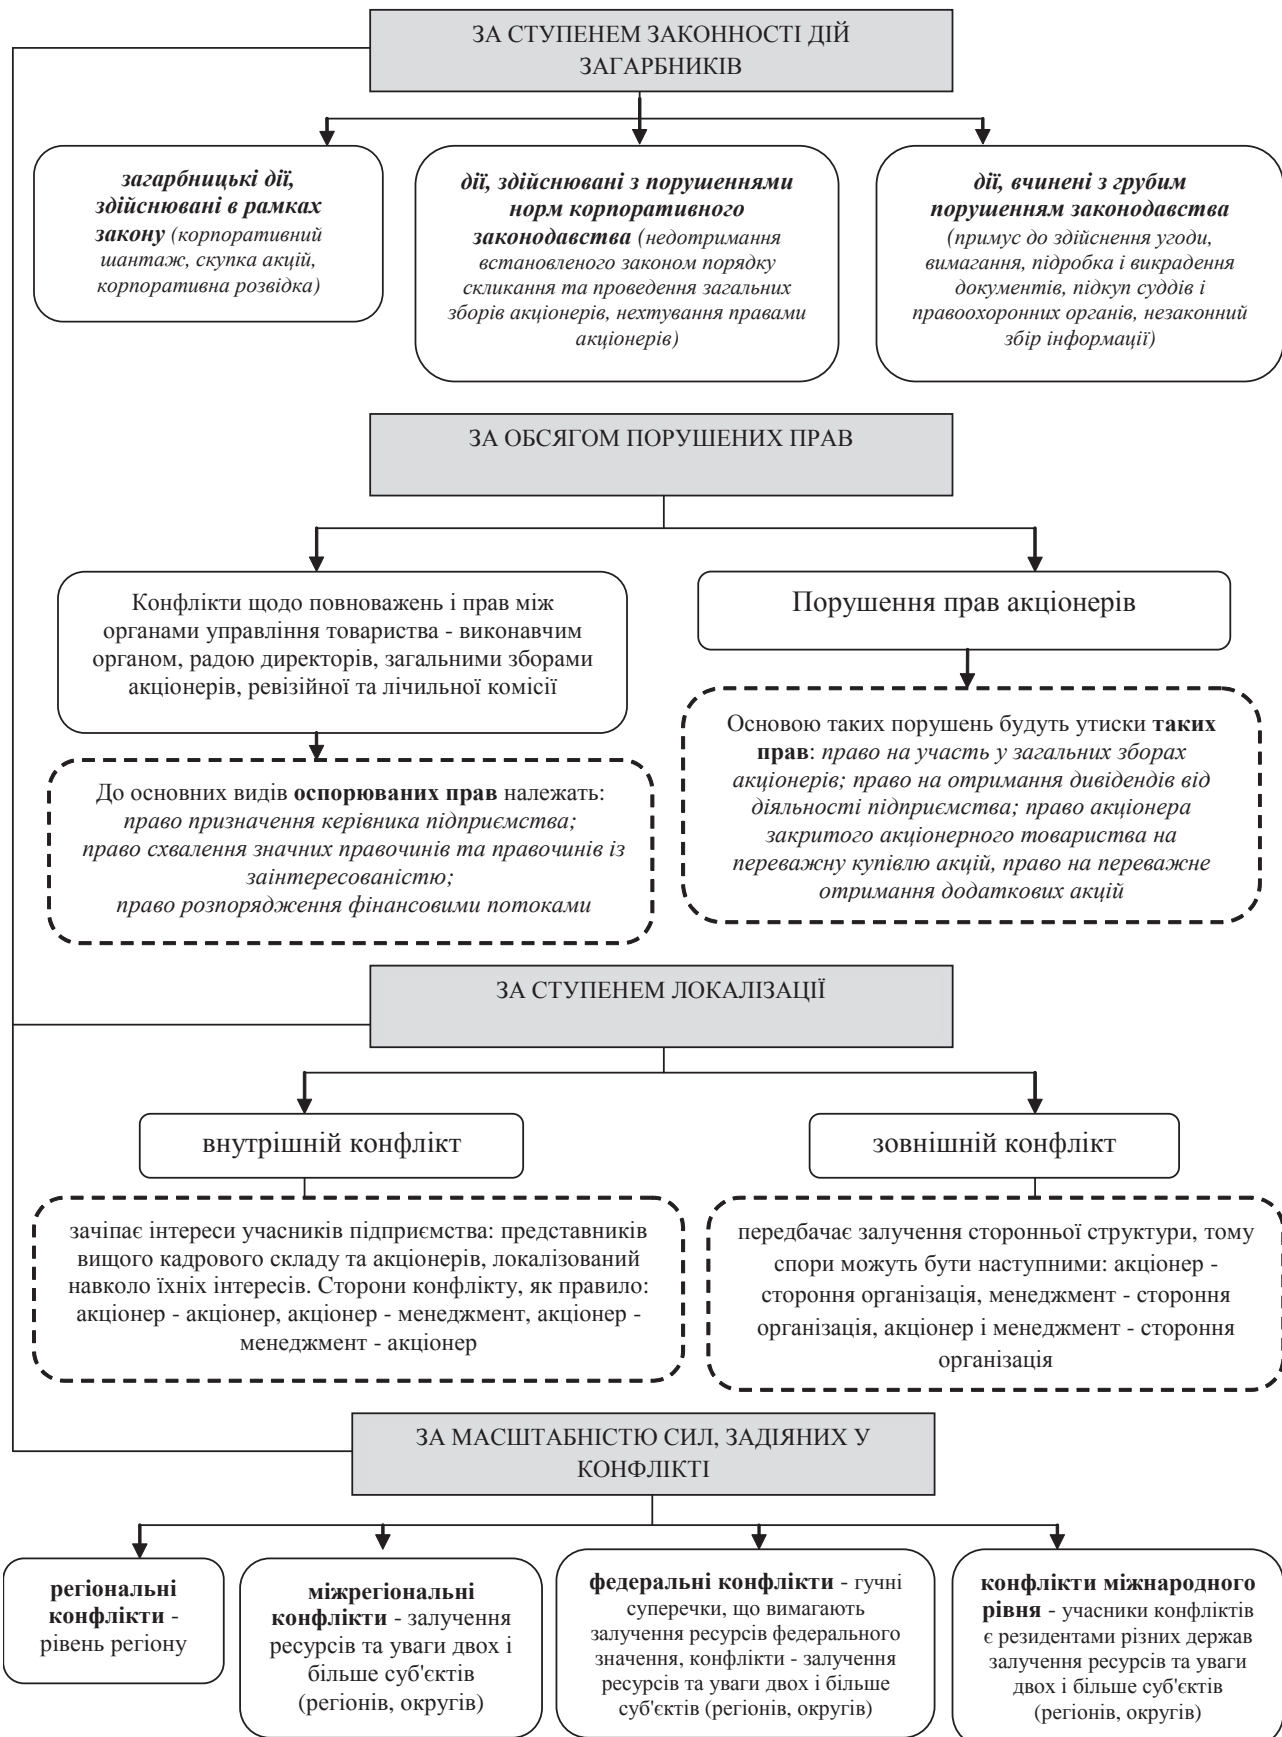 ЗА СТУПЕНЕМ ЗАКОННОСТІ ДІЙ
ЗАГАРБНИКІВ
загарбницькі дії,
здійснювані в рамках
закону (корпоративний
шантаж, скупка акцій,
корпоративна розвідка)
дії, здійснювані з порушеннями
норм корпоративного
законодавства (недотримання
встановленого законом порядку
скликання та проведення загальних
зборів акціонерів, нехтування правами
акціонерів)
дії, вчинені з грубим
порушенням законодавства
(примус до здійснення угоди,
вимагання, підробка і викрадення
документів, підкуп суддів і
правоохоронних органів, незаконний
збір інформації)
ЗА ОБСЯГОМ ПОРУШЕНИХ ПРАВ
Конфлікти щодо повноважень і прав між
органами управління товариства - виконавчим
органом, радою директорів, загальними зборами
акціонерів, ревізійної та лічильної комісії
Порушення прав акціонерів
До основних видів оспорюваних прав належать:
право призначення керівника підприємства;
право схвалення значних правочинів та правочинів із
заінтересованістю;
право розпорядження фінансовими потоками
Основою таких порушень будуть утиски таких
прав: право на участь у загальних зборах
акціонерів; право на отримання дивідендів від
діяльності підприємства; право акціонера
закритого акціонерного товариства на
переважну купівлю акцій, право на переважне
отримання додаткових акцій
ЗА СТУПЕНЕМ ЛОКАЛІЗАЦІЇ
внутрішній конфлікт
зовнішній конфлікт
зачіпає інтереси учасників підприємства: представників
вищого кадрового складу та акціонерів, локалізований
навколо їхніх інтересів. Сторони конфлікту, як правило:
акціонер - акціонер, акціонер - менеджмент, акціонер -
менеджмент - акціонер
передбачає залучення сторонньої структури, тому
спори можуть бути наступними: акціонер -
стороння організація, менеджмент - стороння
організація, акціонер і менеджмент - стороння
організація
ЗА МАСШТАБНІСТЮ СИЛ, ЗАДІЯНИХ У
КОНФЛІКТІ
регіональні
конфлікти -
рівень регіону
міжрегіональні
конфлікти - залучення
ресурсів та уваги двох і
більше суб'єктів
(регіонів, округів)
федеральні конфлікти - гучні
суперечки, що вимагають
залучення ресурсів федерального
значення, конфлікти - залучення
ресурсів та уваги двох і більше
суб'єктів (регіонів, округів)
конфлікти міжнародного
рівня - учасники конфліктів
є резидентами різних держав
залучення ресурсів та уваги
двох і більше суб'єктів
(регіонів, округів)